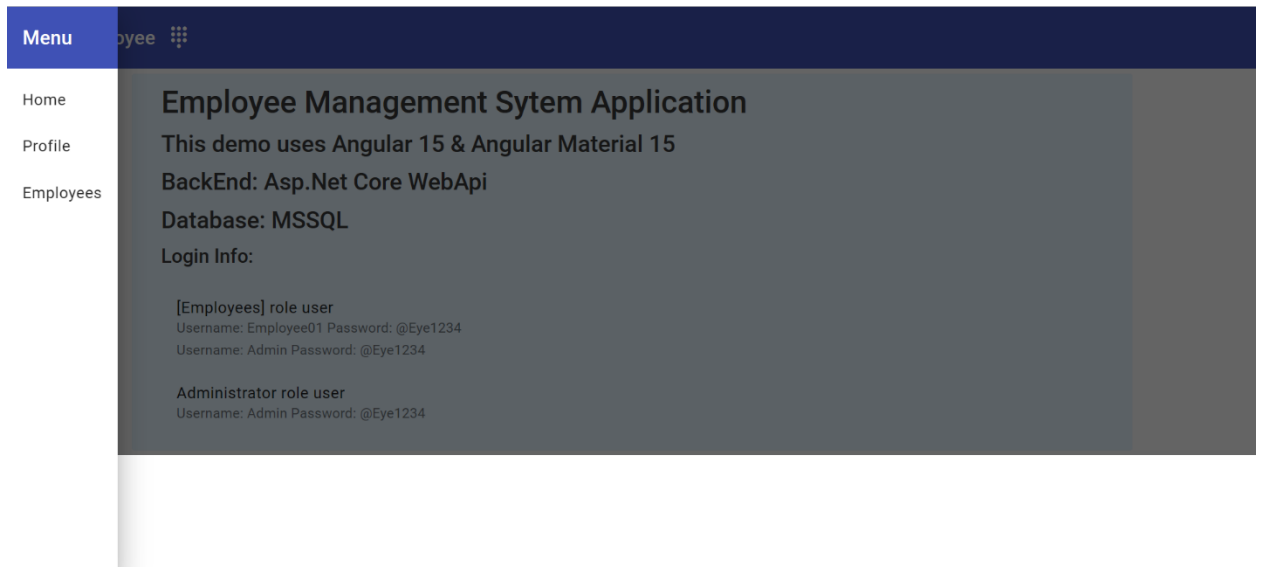 Menu
oyee
Home
Profile
Employees
Employee Management Sytem Application
This demo uses Angular 15 & Angular Material 15
BackEnd: Asp.Net Core WebApi
Database: MSSQL
Login Info:
[Employees] role user
Username: Employee01 Password: @Eye1234
Username: Admin Password: @Eye1234
Administrator role user
Username: Admin Password: @Eye1234